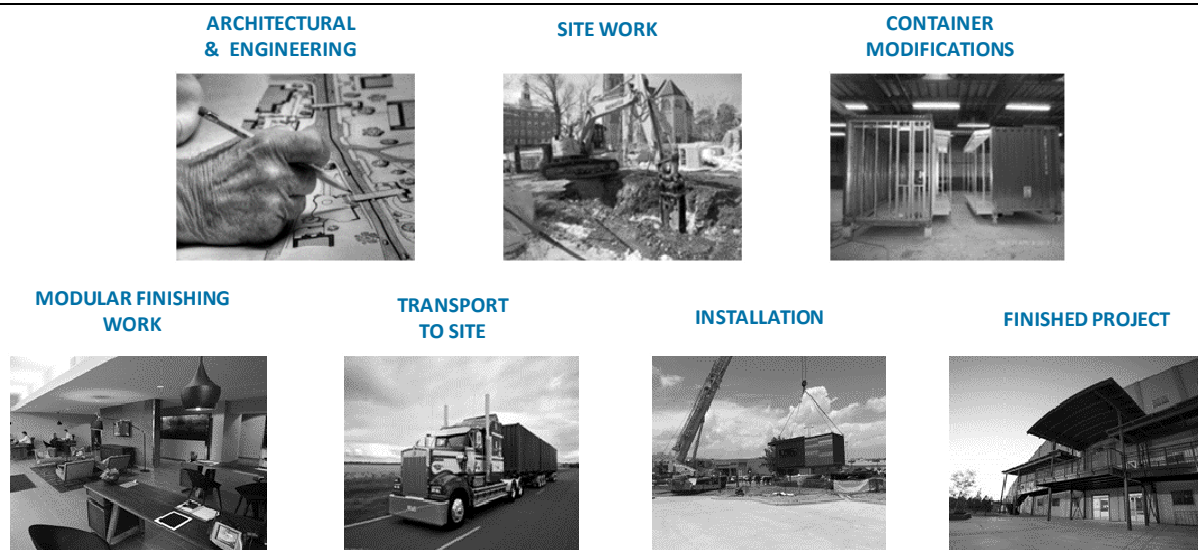 ARCHITECTURAL
& ENGINEERING
SITE WORK
CONTAINER
MODIFICATIONS
MODULAR FINISHING
WORK
TRANSPORT
TO SITE
INSTALLATION
FINISHED PROJECT